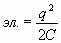 эл. = q² / 2C